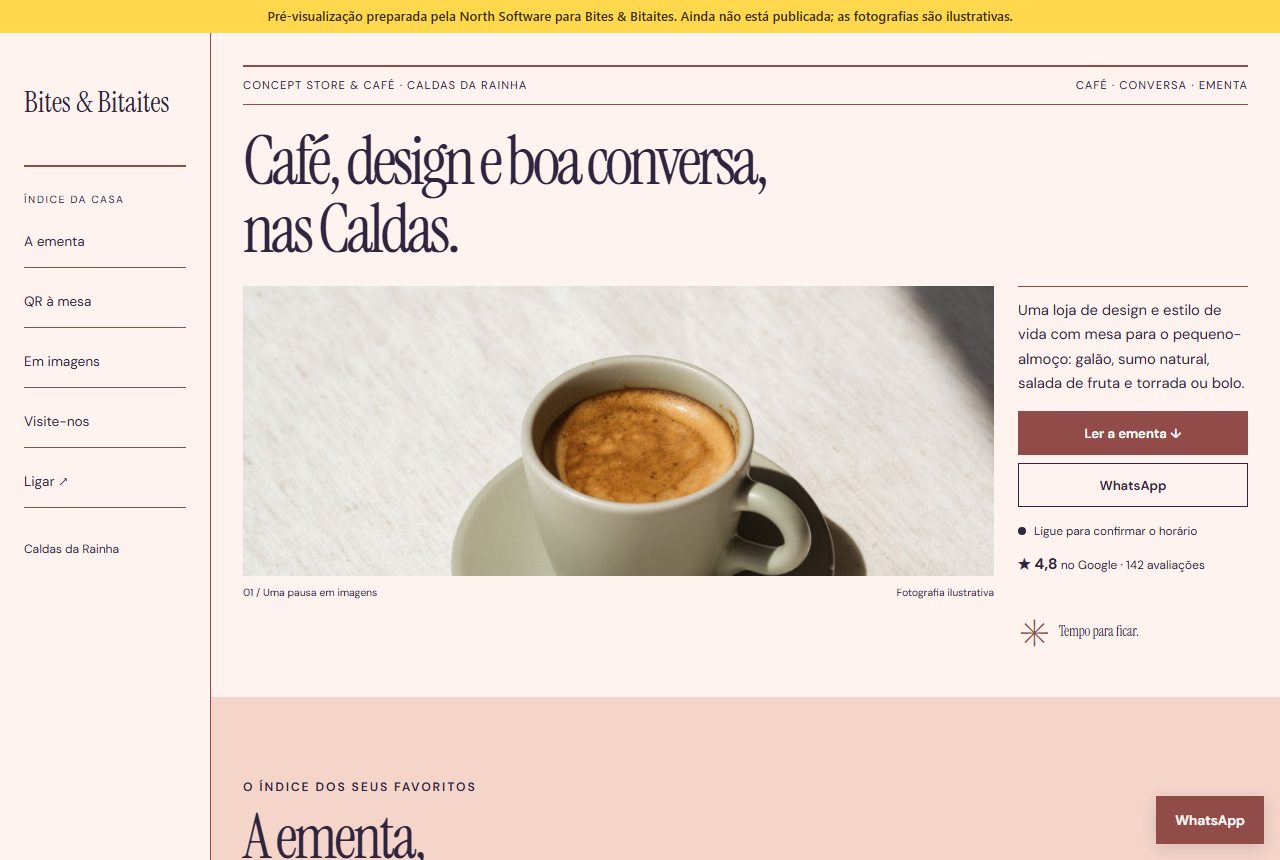 Pré-visualização preparada pela North Software para Bites & Bitaites. Ainda não está publicada; as fotografias são ilustrativas.
Bites & Bitaites
ÍNDICE DA CASA
A ementa
QR à mesa
Em imagens
Visite-nos
Ligar ↗
Caldas da Rainha
CONCEPT STORE & CAFÉ · CALDAS DA RAINHA
CAFÉ · CONVERSA · EMENTA
Café, design e boa conversa,
nas Caldas.
01 / Uma pausa em imagens
Fotografia ilustrativa
Uma loja de design e estilo de
vida com mesa para o pequeno-
almoço: galão, sumo natural,
salada de fruta e torrada ou bolo.
Ler a ementa ↓
WhatsApp
Ligue para confirmar o horário
★ 4,8 no Google · 142 avaliações
Tempo para ficar.
O ÍNDICE DOS SEUS FAVORITOS
A ementa,
WhatsApp